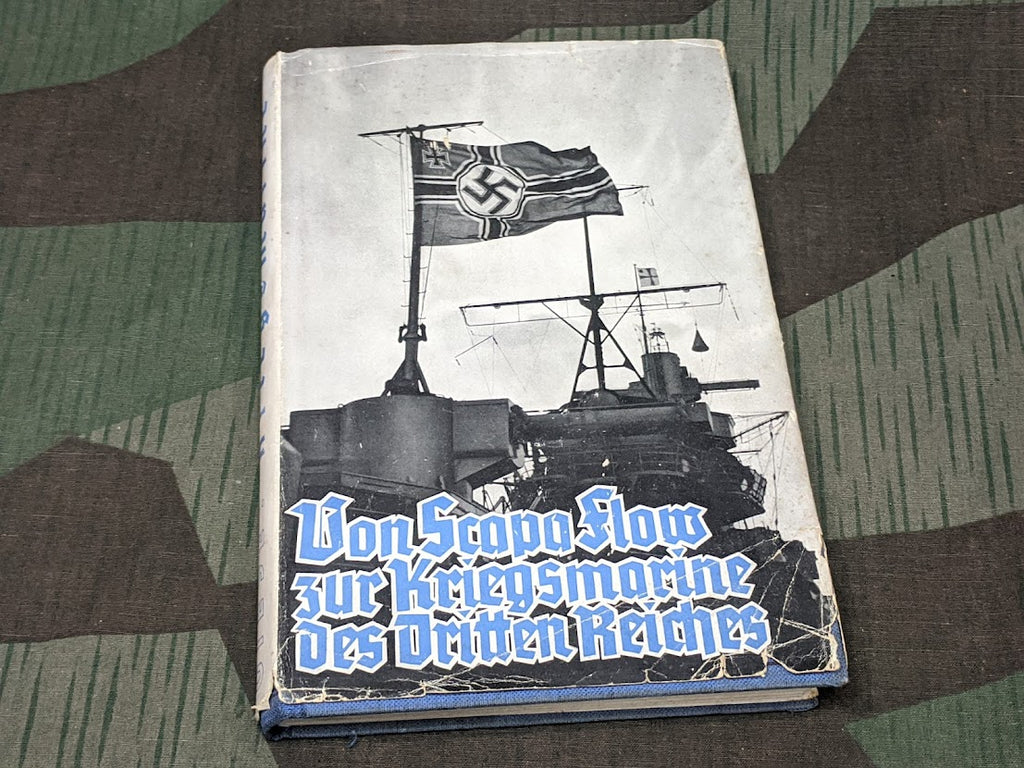 Von Scapa Flow
zur Kriegsmarine
des Dritten Reiches